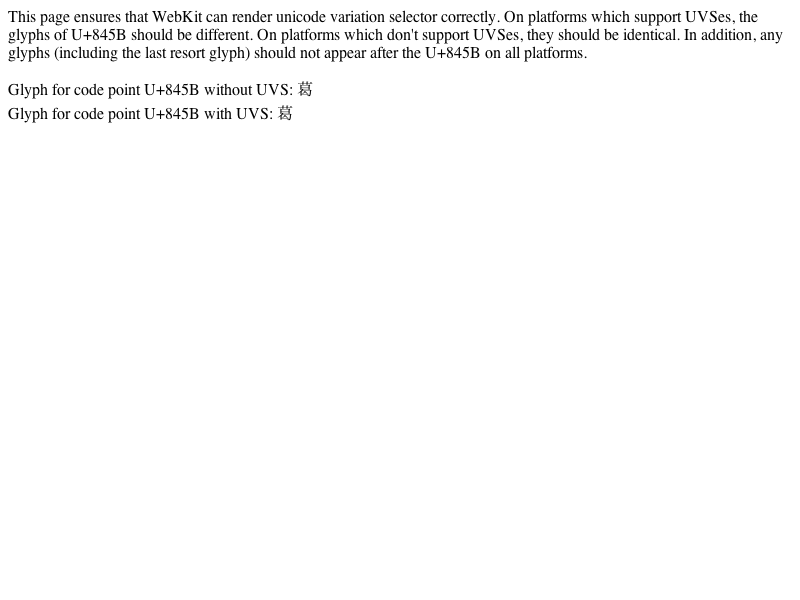 This page ensures that WebKit can render unicode variation selector correctly. On platforms which support UVSes, the
glyphs of U+845B should be different. On platforms which don't support UVSes, they should be identical. In addition, any
glyphs (including the last resort glyph) should not appear after the U+845B on all platforms.
Glyph for code point U+845B without UVS: 葛
Glyph for code point U+845B with UVS: 葛